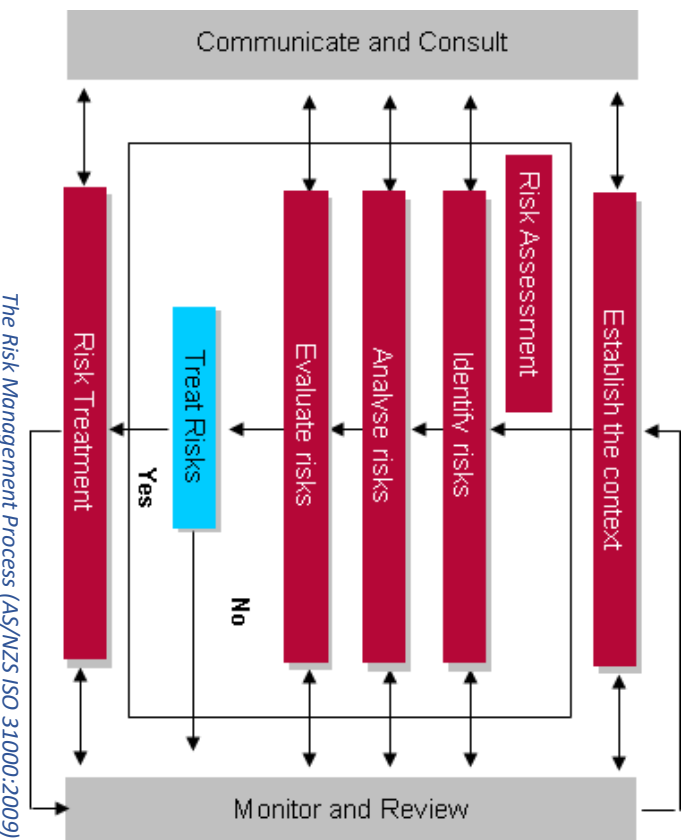 Communicate and Consult
Establish the context
Risk Assessment
Identify risks
Analyse risks
Evaluate risks
Treat Risks
No
Yes
Risk Treatment
Monitor and Review
The Risk Management Process (AS/NZS ISO 31000:2009)